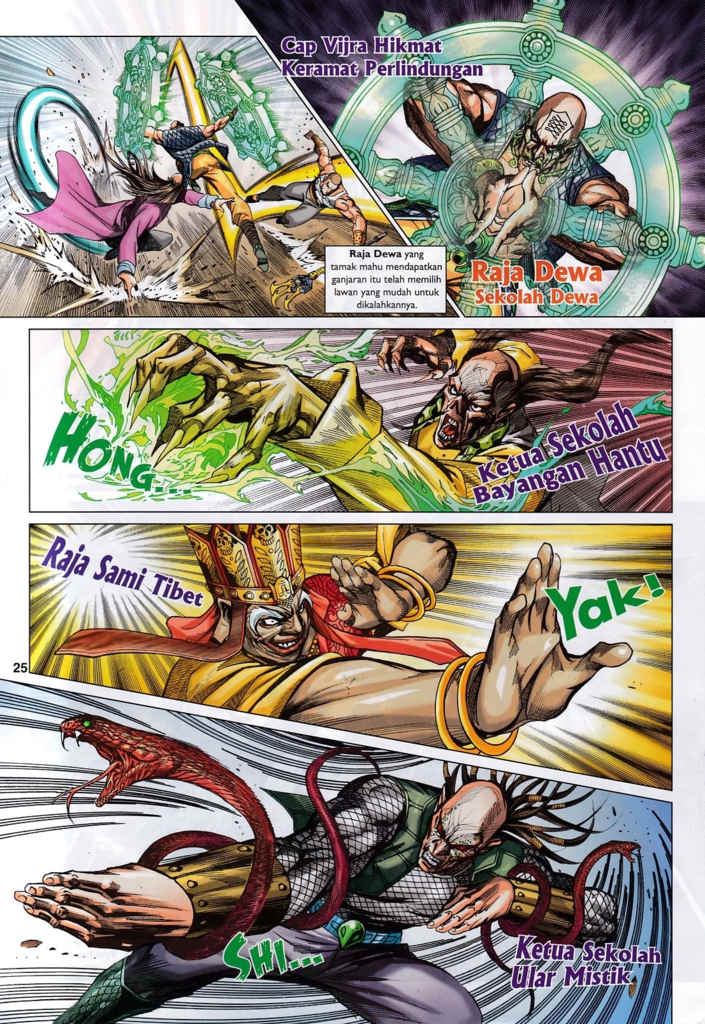 Cap Vijra Hikmat
Keramat Perlindungan
Raja Dewa yang
tamak mahu mendapatkan
ganjaran itu telah memilih
lawan yang mudah untuk
dikalahkannya.
Raja Dewa
Sekolah Dewa
HONG...
Ketua Sekolah
Bayangan Hantu
Raja Sami Tibet
YAK!
25
SHI...
Ketua Sekolah
Ular Mistik